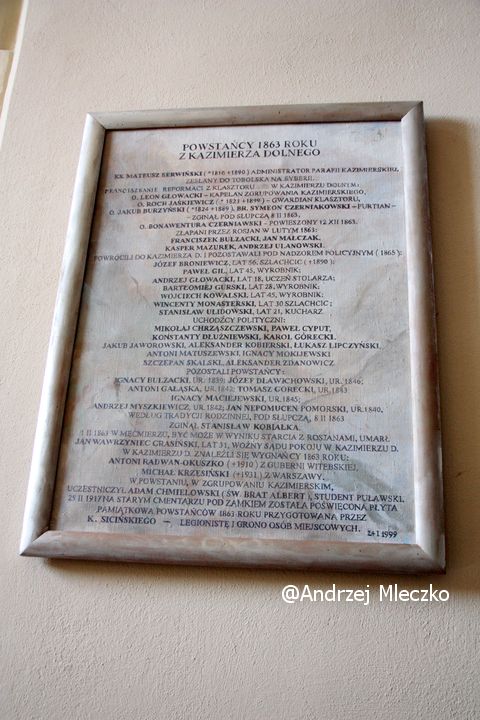 POWSTAŃCY 1863 ROKU
Z KAZIMIERZA DOLNEGO
KX MATEUSZ SERWIŃSKI (*1816 +1890) ADMINISTRATOR PARAFII KAZIMIERSKIEJ,
ZESŁANY DO TOBOLSKA NA SYBERII.
FRANCISZKANIE REFORMACI Z KLASZTORU W KAZIMIERZU DOLNYM:
O. LEON GŁOWACKI - KAPELAN ZGRUPOWANIA KAZIMIERSKIEGO,
O. ROCH JAŚKIEWICZ (*1821 +1899) - GWARDIAN KLASZTORU,
O. JAKUB BURZYŃSKI (*1824 +1889), BR. SYMEON CZERNIAKOWSKI - FURTIAN -
ZGINĄŁ POD SŁUPCZĄ 8 II 1863,
O. BONAWENTURA CZERNIAWSKI - POWIESZONY 12 XII 1863.
ZŁAPANI PRZEZ ROSJAN W LUTYM 1863:
FRANCISZEK BULZACKI, JAN MALCZAK,
KASPER MAZUREK, ANDRZEJ ULANOWSKI.
POWRÓCILI DO KAZIMIERZA D. I POZOSTAWALI POD NADZOREM POLICYJNYM (1865):
JÓZEF BRONIEWICZ, LAT 56, SZLACHCIC (+1890);
PAWEŁ GIL, LAT 45, WYROBNIK;
ANDRZEJ GŁOWACKI, LAT 18, UCZEŃ STOLARZA;
BARTŁOMIEJ GURSKI, LAT 28, WYROBNIK;
WOJCIECH KOWALSKI, LAT 45, WYROBNIK;
WINCENTY MONASTERSKI, LAT 30, SZLACHCIC;
STANISŁAW ULIDOWSKI, LAT 21, KUCHARZ.
UCHODŹCY POLITYCZNI:
MIKOŁAJ CHRZĄSZCZEWSKI, PAWEŁ CYPUT,
KONSTANTY DŁUŻNIEWSKI, KAROL GÓRECKI,
JAKUB JAWOROWSKI, ALEKSANDER KOBIERSKI, ŁUKASZ LIPCZYŃSKI,
ANTONI MATUSZEWSKI, IGNACY MOKIJEWSKI
SZCZEPAN SKALSKI, ALEKSANDER ZDANOWICZ
POZOSTALI POWSTAŃCY:
IGNACY BULZACKI, UR. 1839; JÓZEF DŁAWICHOWSKI, UR. 1846;
ANTONI GAŁĄSKA, UR. 1842; TOMASZ GÓRECKI, UR. 1843
IGNACY MACIEJEWSKI, UR. 1845;
ANDRZEJ MYSZKIEWICZ, UR. 1842; JAN NEPOMUCEN POMORSKI, UR. 1840,
WEDŁUG TRADYCJI RODZINNEJ, POD SŁUPCZĄ, 8 II 1863
ZGINĄŁ STANISŁAW KOBIAŁKA.
II 1863 W MĘĆMIERZU, BYĆ MOŻE W WYNIKU STARCIA Z ROSJANAMI, UMARŁ
JAN WAWRZYNIEC GRASIŃSKI, LAT 31, WOŹNY SĄDU POKOJU W KAZIMIERZU D.
W KAZIMIERZU D. ZNALEŹLI SIĘ WYGNAŃCY 1863 ROKU:
ANTONI RADWAN-OKUSZKO (+1910) Z GUBERNI WITEBSKIEJ,
MICHAŁ KRZESIŃSKI (+1931) Z WARSZAWY.
W POWSTANIU, W ZGRUPOWANIU KAZIMIERSKIM,
UCZESTNICZYŁ ADAM CHMIELOWSKI (ŚW. BRAT ALBERT), STUDENT PUŁAWSKI.
25 II 1917 NA STARYM CMENTARZU POD ZAMKIEM ZOSTAŁA POŚWIĘCONA PŁYTA
PAMIĄTKOWA POWSTAŃCÓW 1863 ROKU PRZYGOTOWANA PRZEZ
K. SICIŃSKIEGO - LEGIONISTĘ I GRONO OSÓB MIEJSCOWYCH.
24 I 1999
@Andrzej Mleczko